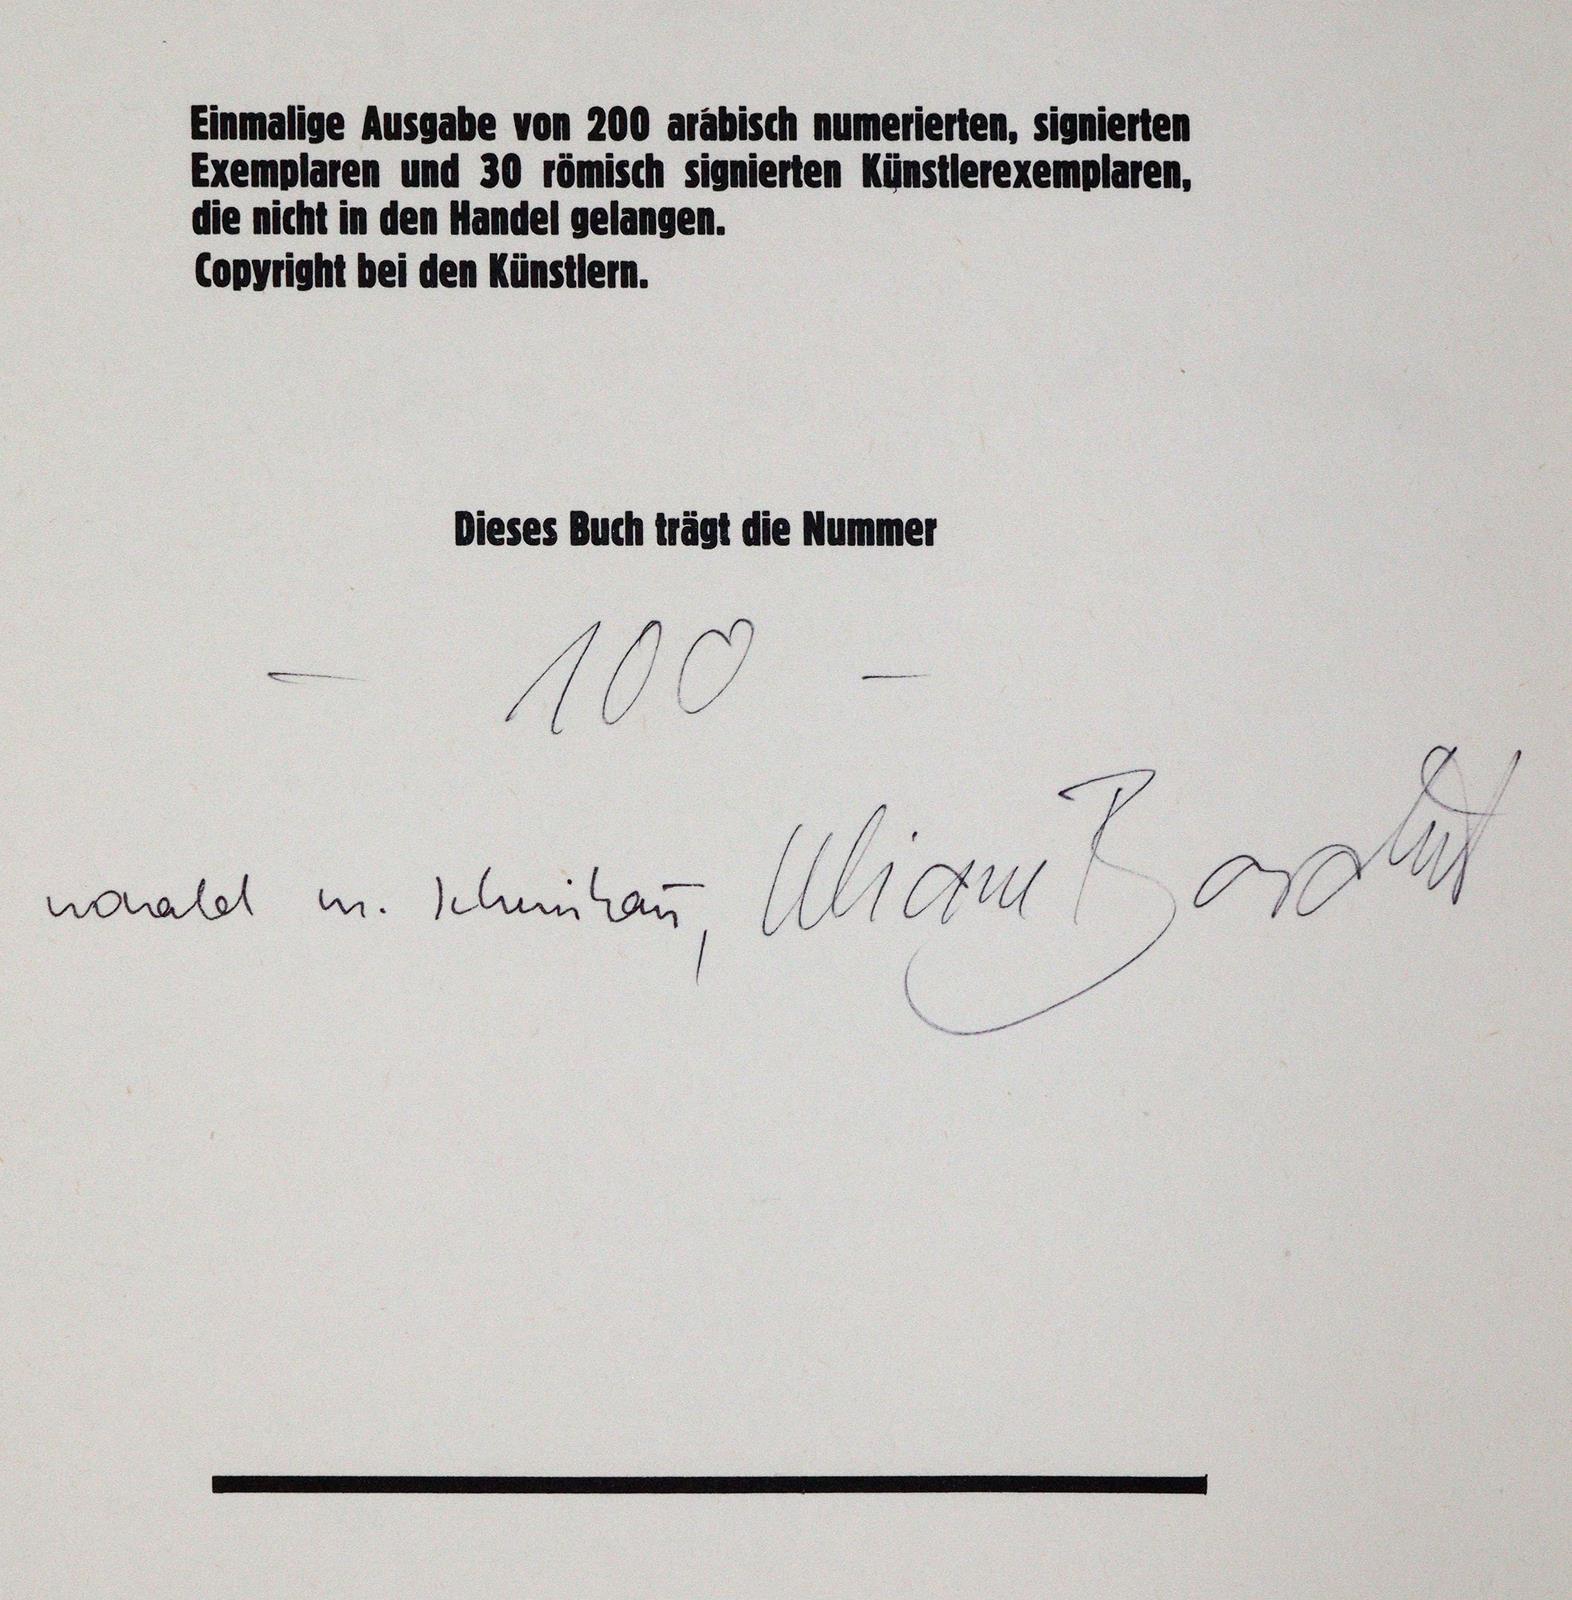 Einmalige Ausgabe von 200 arabisch numerierten, signierten
Exemplaren und 30 römisch signierten Künstlerexemplaren,
die nicht in den Handel gelangen.
Copyright bei den Künstlern.
Dieses Buch trägt die Nummer
- 100 -
m.